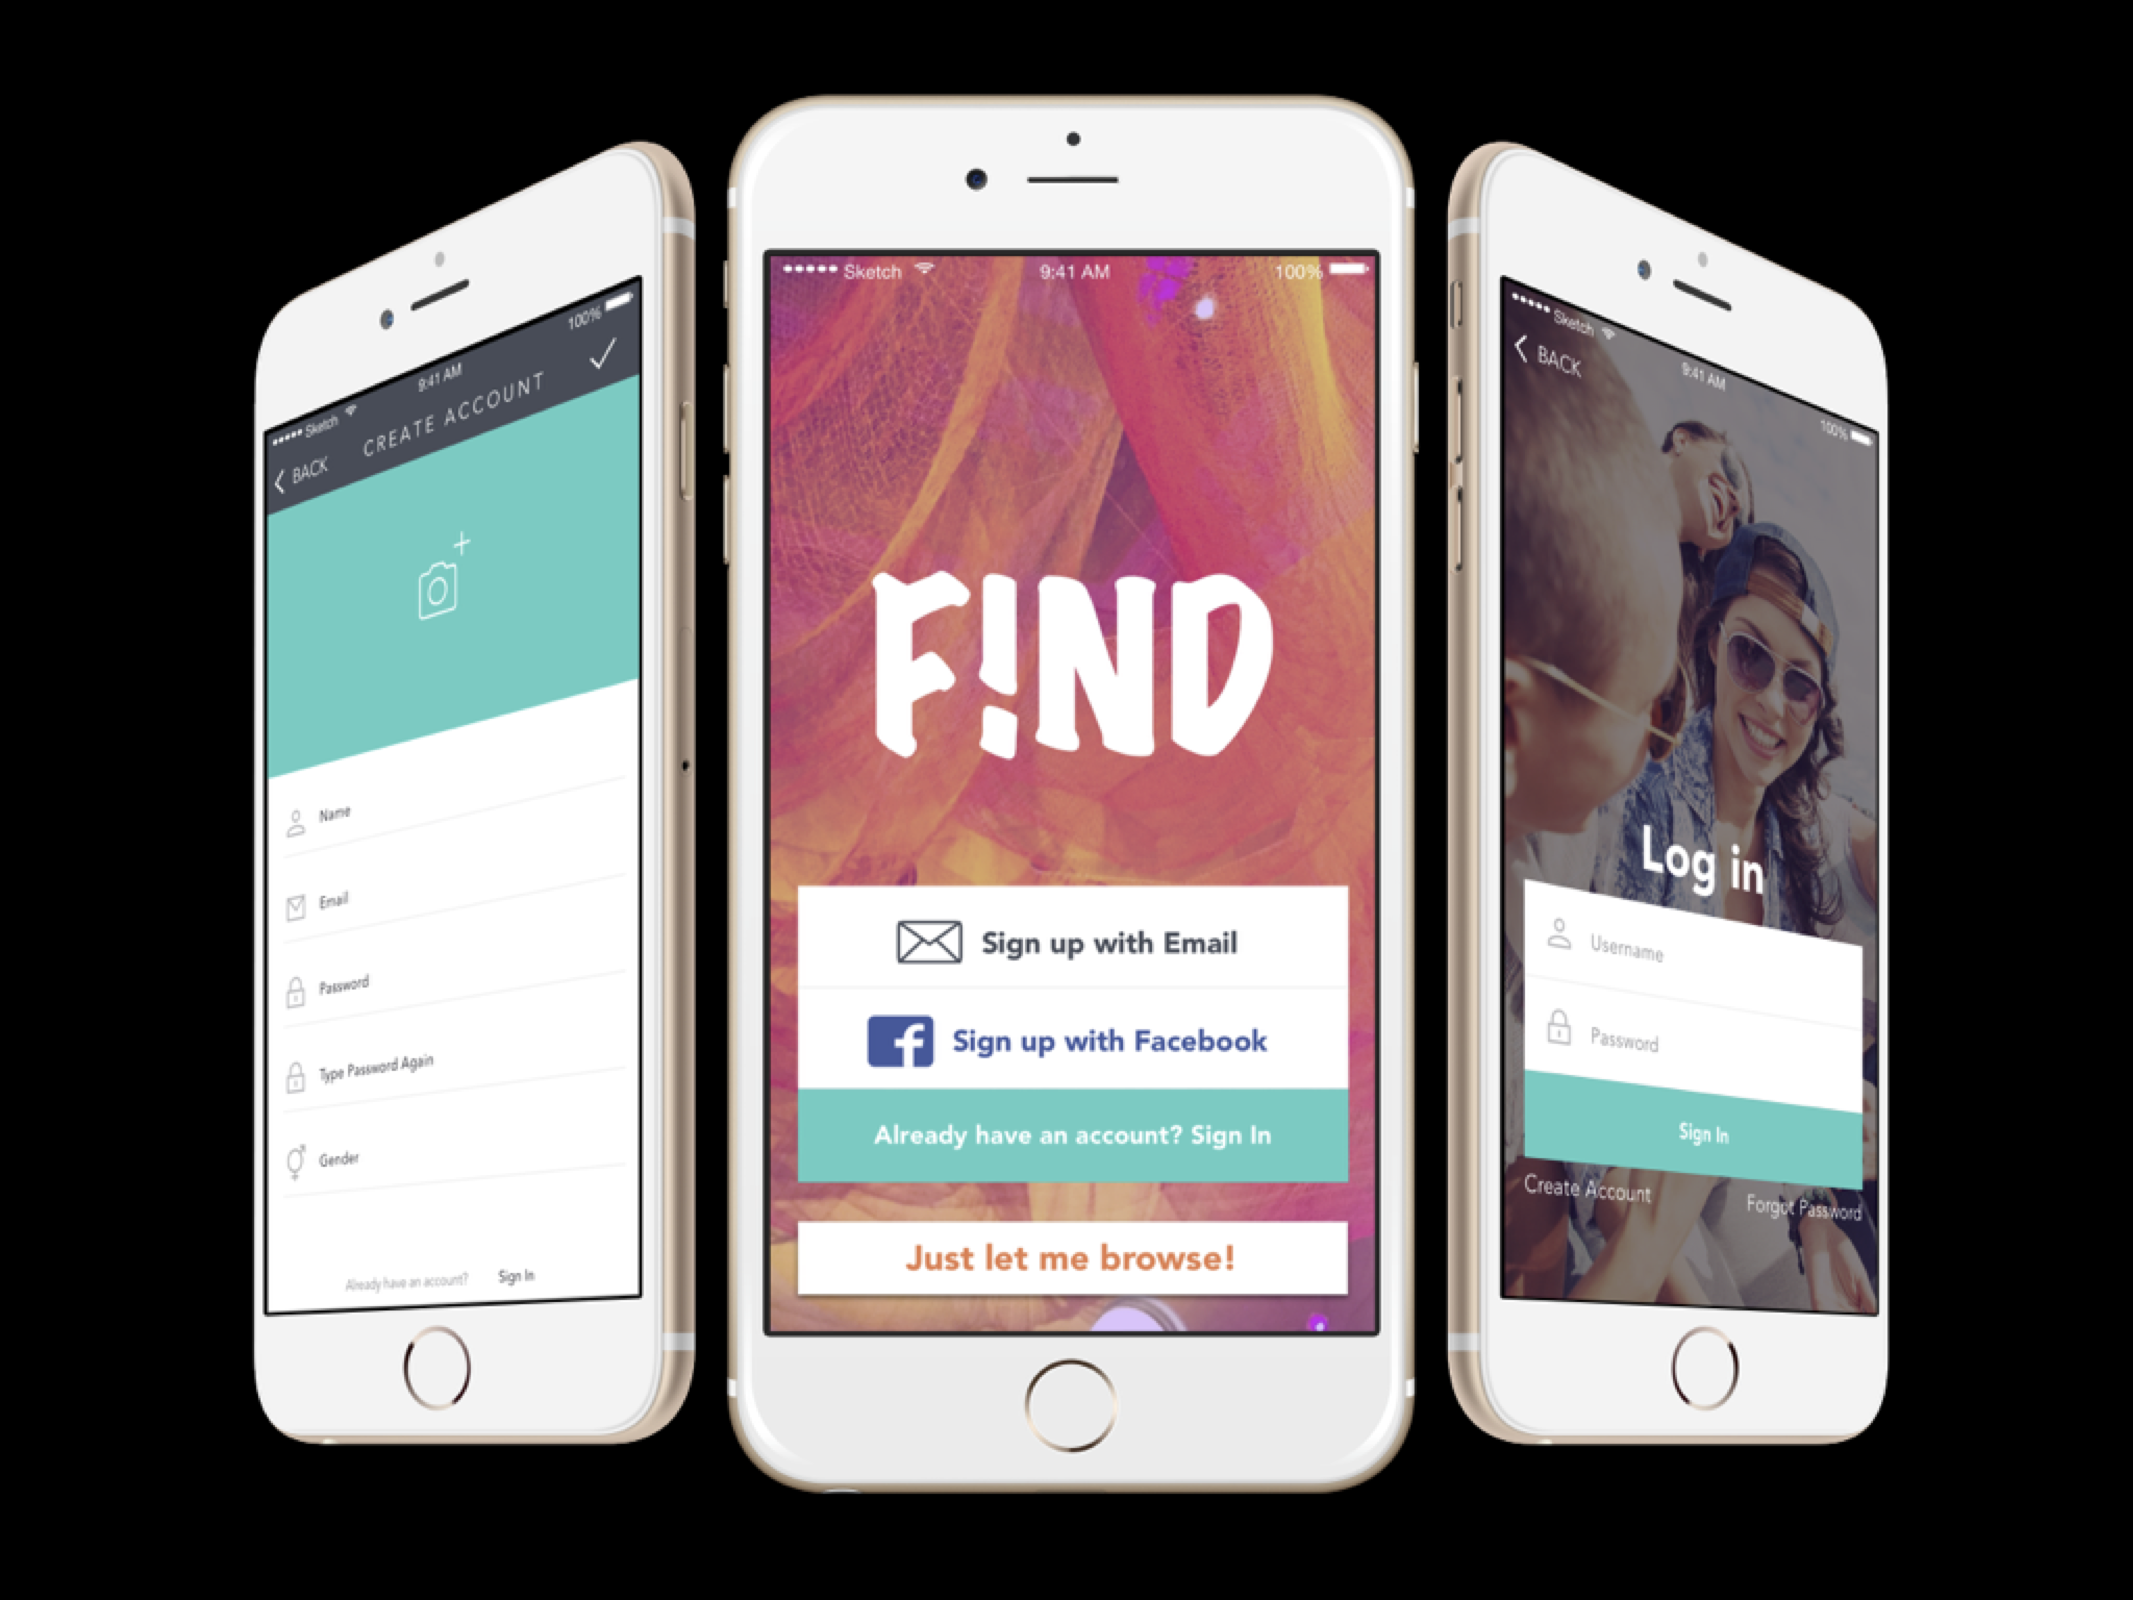 Sketch 9:41 AM 100%
BACK CREATE ACCOUNT
Name
Email
Password
Type Password Again
Gender
Already have an account? Sign In
Sketch 9:41 AM 100%
F!ND
Sign up with Email
f Sign up with Facebook
Already have an account? Sign In
Just let me browse!
Sketch 9:41 AM 100%
BACK
Log in
Username
Password
Sign In
Create Account Forgot Password